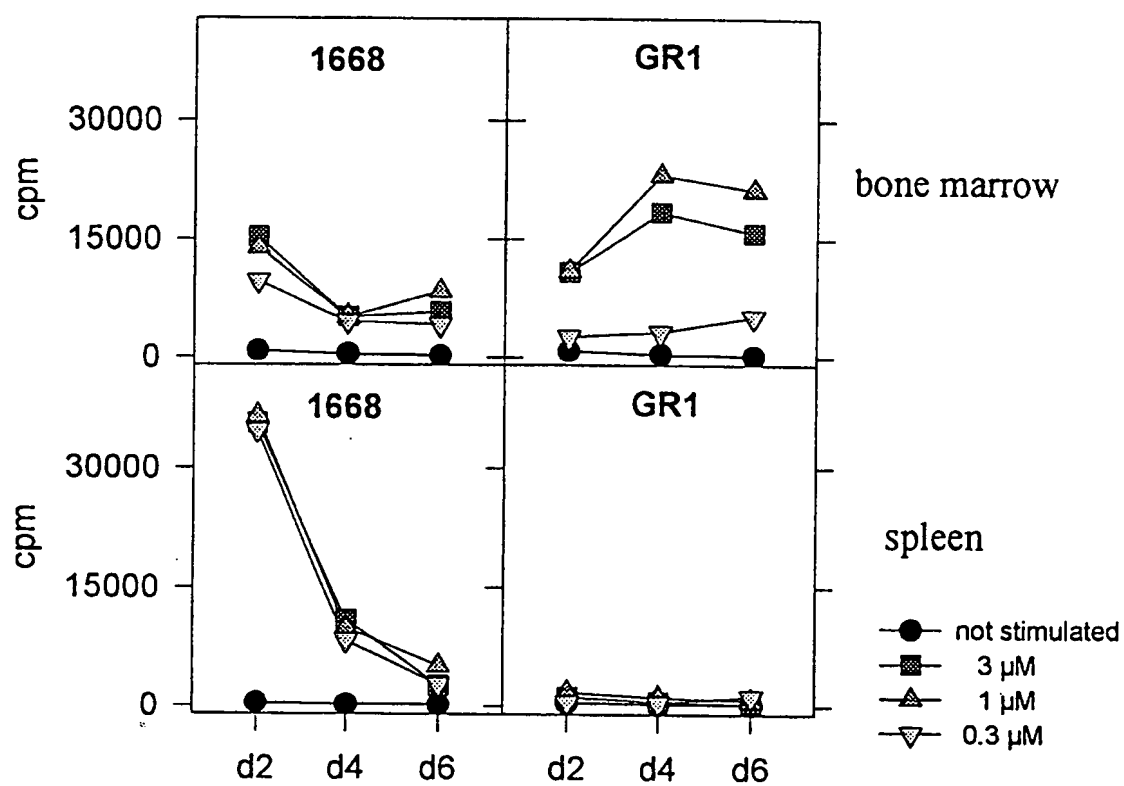 1668
GR1
30000
15000
0
cpm
bone marrow
1668
GR1
30000
15000
0
cpm
spleen
d2 d4 d6
d2 d4 d6
not stimulated
3 µM
1 µM
0.3 µM